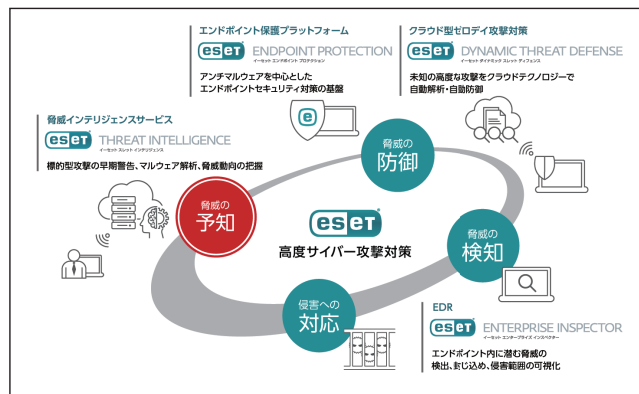 エンドポイント保護プラットフォーム
eset ENDPOINT PROTECTION
イーセット エンドポイント プロテクション
アンチマルウェアを中心とした
エンドポイントセキュリティ対策の基盤
クラウド型ゼロデイ攻撃対策
eset DYNAMIC THREAT DEFENSE
イーセット ダイナミック スレット ディフェンス
未知の高度な攻撃をクラウドテクノロジーで
自動解析・自動防御
脅威インテリジェンスサービス
eset THREAT INTELLIGENCE
イーセット スレット インテリジェンス
標的型攻撃の早期警告、マルウェア解析、脅威動向の把握
脅威の
防御
脅威の
予知
eset
高度サイバー攻撃対策
脅威の
検知
侵害への
対応
EDR
eset ENTERPRISE INSPECTOR
イーセット エンタープライズ インスペクター
エンドポイント内に潜む脅威の
検出、封じ込め、侵害範囲の可視化